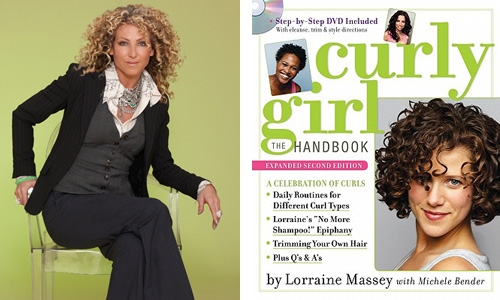 Step-by-Step DVD Included
With cleanse, trim & style directions
curly
girl
THE HANDBOOK
EXPANDED SECOND EDITION
A CELEBRATION OF CURLS
• Daily Routines for
Different Curl Types
• Lorraine's "No More
Shampoo!" Epiphany
• Trimming Your Own Hair
• Plus Q's & A's
by Lorraine Massey with Michele Bender